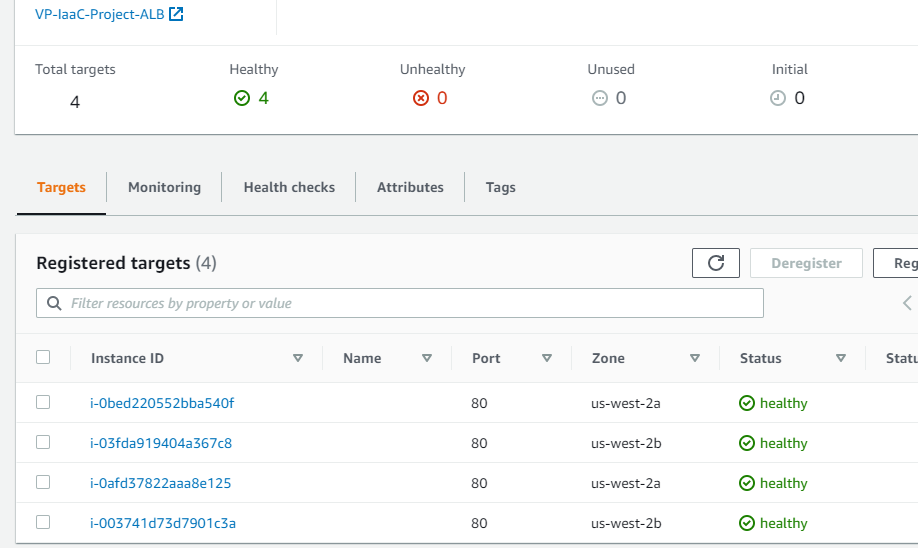 VP-IaaC-Project-ALB
Total targets Healthy Unhealthy Unused Initial
4 4 0 0 0
Targets Monitoring Health checks Attributes Tags
Registered targets (4) Deregister Reg
Filter resources by property or value
Instance ID Name Port Zone Status Statu
i-0bed220552bba540f 80 us-west-2a healthy
i-03fda919404a367c8 80 us-west-2b healthy
i-0afd37822aaa8e125 80 us-west-2a healthy
i-003741d73d7901c3a 80 us-west-2b healthy